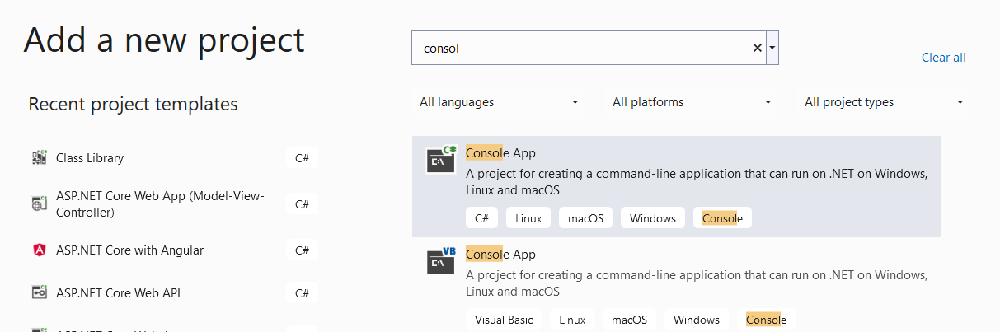 Add a new project
consol
Clear all
Recent project templates
All languages
All platforms
All project types
Class Library
C#
ASP.NET Core Web App (Model-View-
Controller)
C#
ASP.NET Core with Angular
C#
ASP.NET Core Web API
C#
C#
C:\
Console App
A project for creating a command-line application that can run on .NET on Windows,
Linux and macOS
C# Linux macOS Windows Console
VB
C:\
Console App
A project for creating a command-line application that can run on .NET on Windows,
Linux and macOS
Visual Basic Linux macOS Windows Console